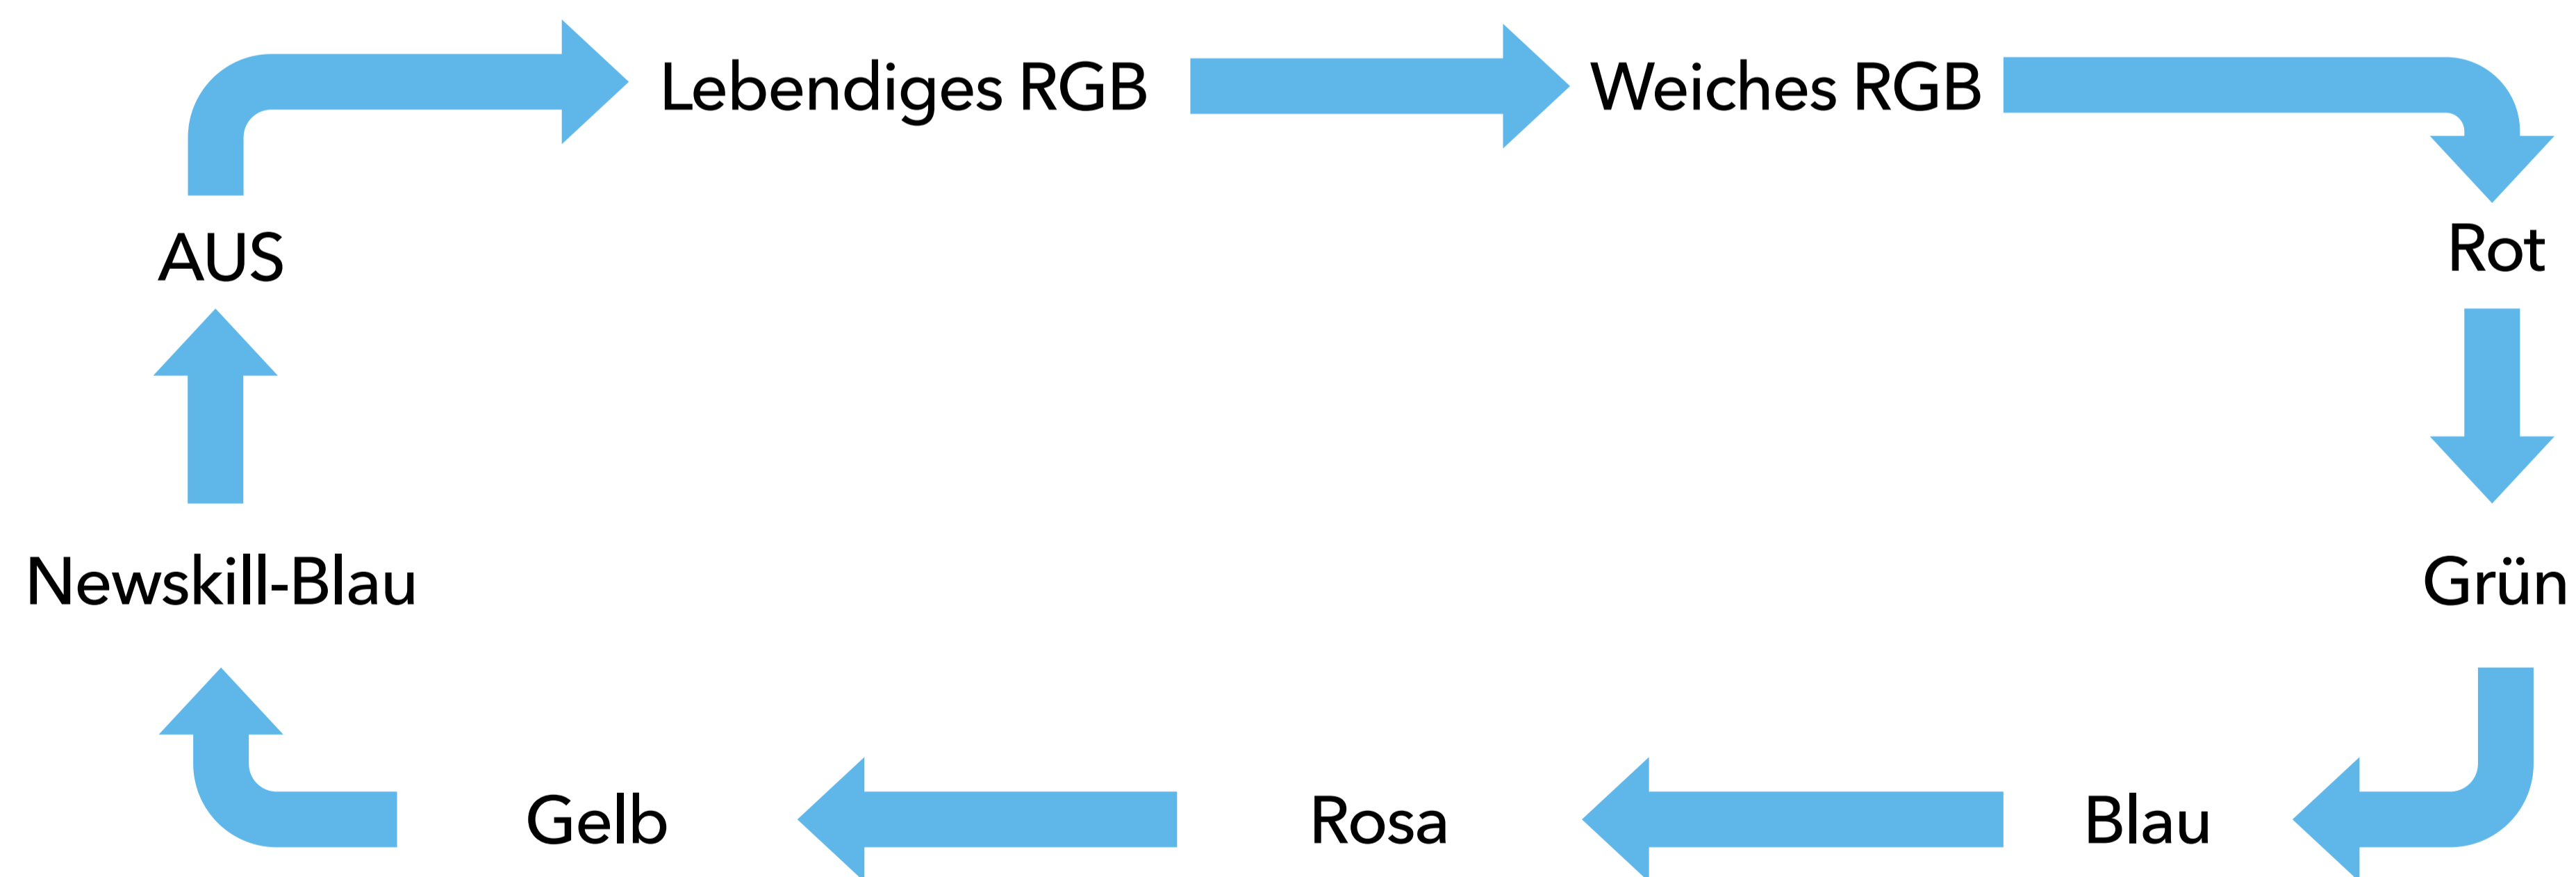 Lebendiges RGB
Weiches RGB
AUS
Rot
Newskill-Blau
Grün
Gelb
Rosa
Blau